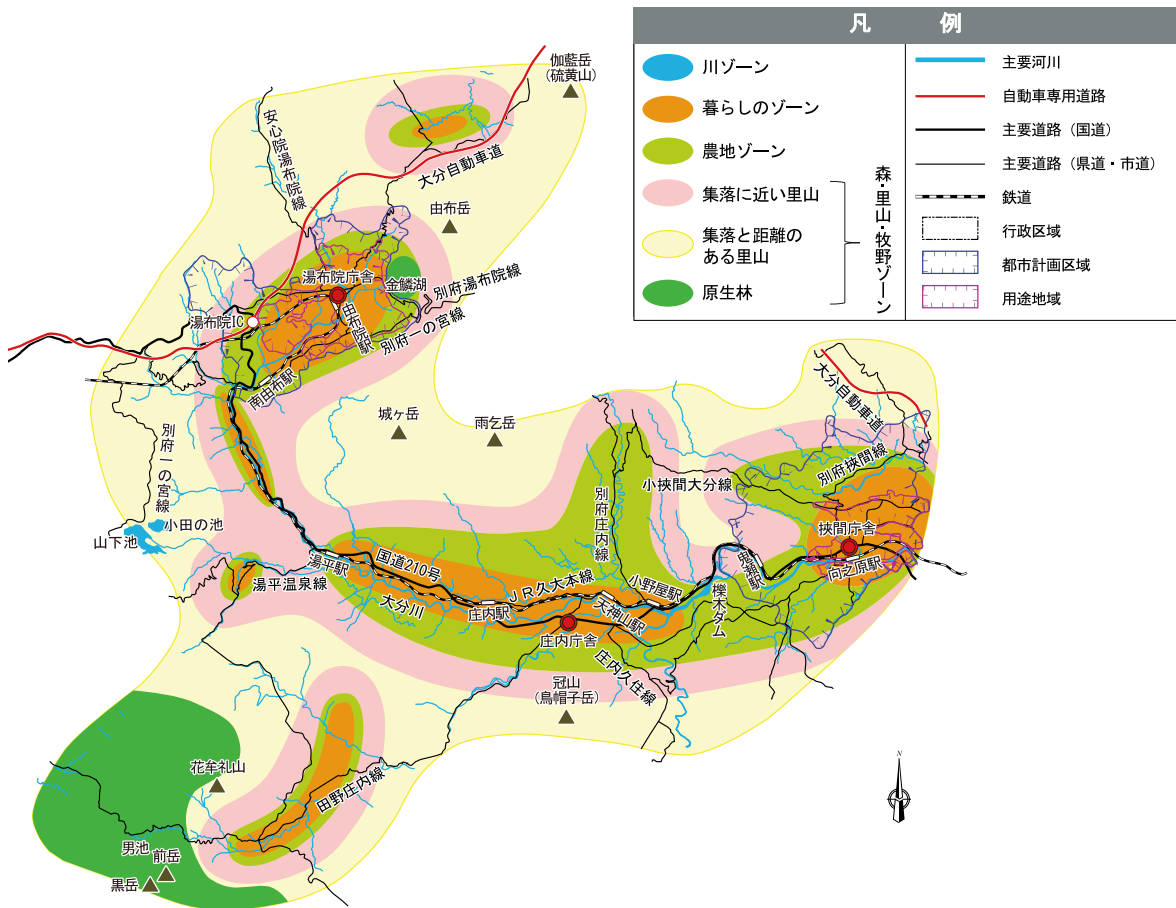 凡 例
川ゾーン
暮らしのゾーン
農地ゾーン
集落に近い里山
集落と距離の
ある里山
原生林
森・里山・牧野ゾーン
主要河川
自動車専用道路
主要道路（国道）
主要道路（県道・市道）
鉄道
行政区域
都市計画区域
用途地域
伽藍岳
（硫黄山）
安心院湯布院線
大分自動車道
由布岳
湯布院庁舎
金鱗湖
別府湯布院線
湯布院IC
由布院駅
別府一の宮線
南由布駅
城ヶ岳
雨乞岳
別府一の宮線
小田の池
山下池
湯平駅
湯平温泉線
国道210号
大分川
JR久大本線
庄内駅
庄内庁舎
天神山駅
小野屋駅
別府庄内線
小挾間大分線
大分自動車道
別府挾間線
挾間庁舎
向之原駅
鬼瀬駅
櫟木ダム
庄内久住線
冠山
（烏帽子岳）
花牟礼山
田野庄内線
男池
前岳
黒岳
N